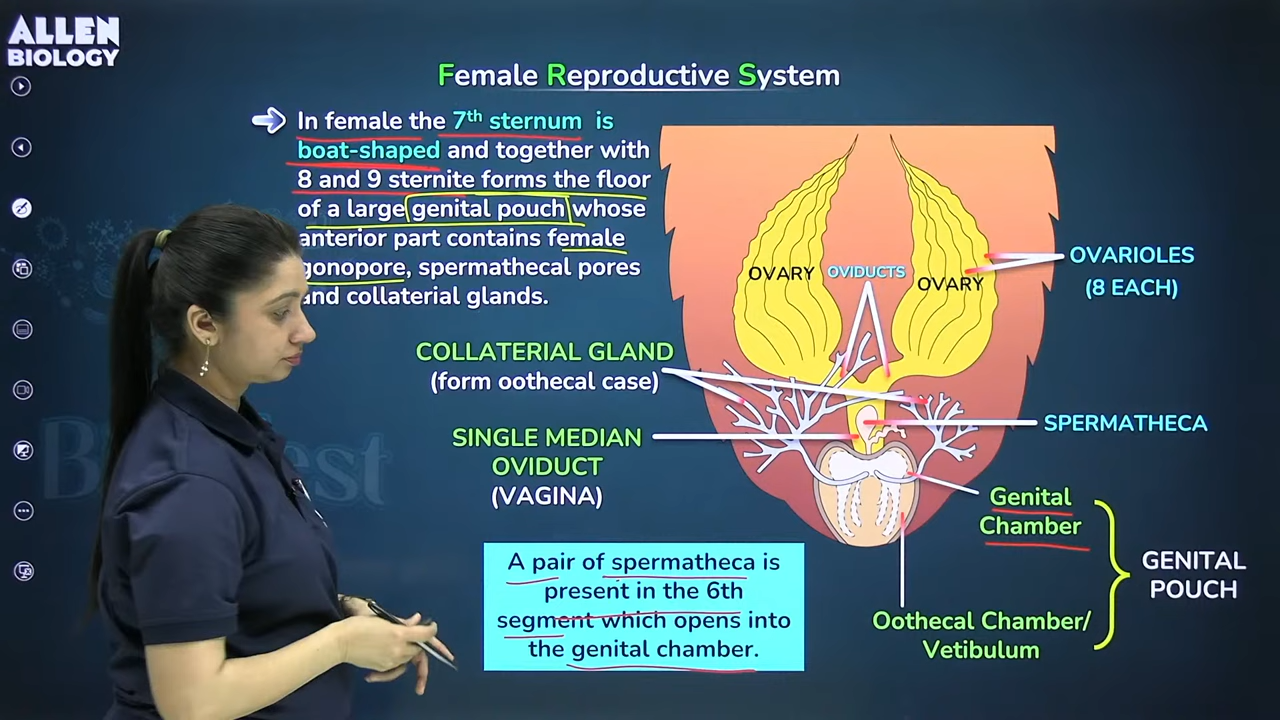 ALLEN
BIOLOGY
Female Reproductive System
In female the 7th sternum is
boat-shaped and together with
8 and 9 sternite forms the floor
of a large genital pouch whose
anterior part contains female
gonopore, spermathecal pores
and collaterial glands.
OVARY
OVIDUCTS
OVARY
OVARIOLES
(8 EACH)
COLLATERIAL GLAND
(form oothecal case)
SINGLE MEDIAN
OVIDUCT
(VAGINA)
SPERMATHECA
Genital
Chamber
GENITAL
POUCH
Oothecal Chamber/
Vetibulum
A pair of spermatheca is
present in the 6th
segment which opens into
the genital chamber.